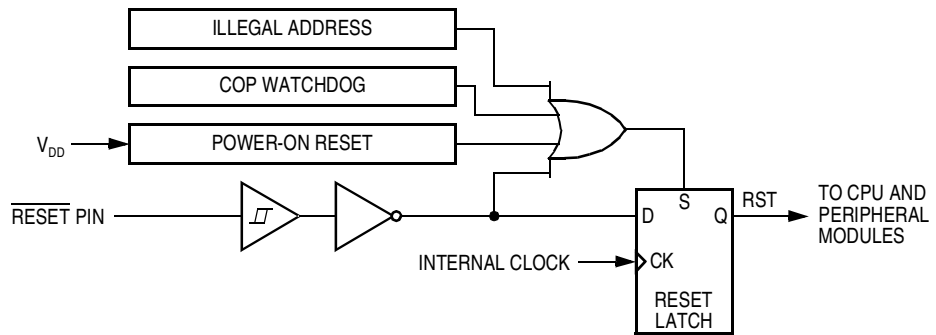 ILLEGAL ADDRESS
COP WATCHDOG
V_DD
POWER-ON RESET
RESET PIN
D
S
Q
RST
TO CPU AND
PERIPHERAL
MODULES
INTERNAL CLOCK
CK
RESET
LATCH